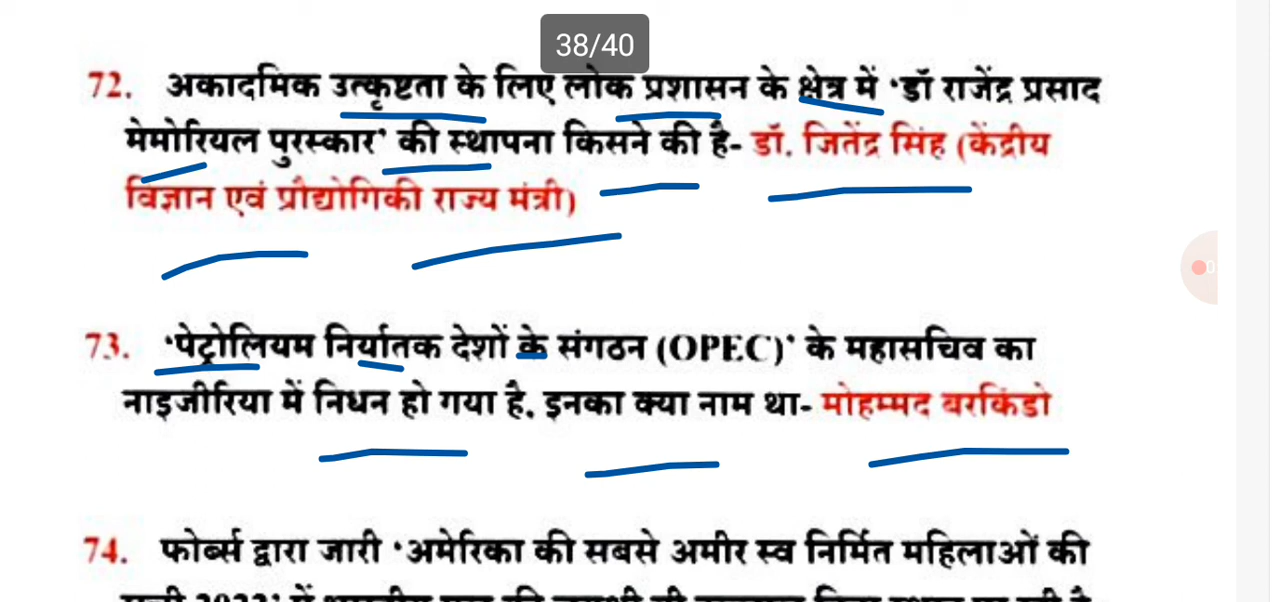 38/40
72. अकादमिक उत्कृष्टता के लिए लोक प्रशासन के क्षेत्र में ‘डॉ राजेंद्र प्रसाद
मेमोरियल पुरस्कार’ की स्थापना किसने की है- डॉ. जितेंद्र सिंह (केंद्रीय
विज्ञान एवं प्रौद्योगिकी राज्य मंत्री)
73. ‘पेट्रोलियम निर्यातक देशों के संगठन (OPEC)’ के महासचिव का
नाइजीरिया में निधन हो गया है, इनका क्या नाम था- मोहम्मद बरकिंडो
74. फोर्ब्स द्वारा जारी ‘अमेरिका की सबसे अमीर स्व निर्मित महिलाओं की